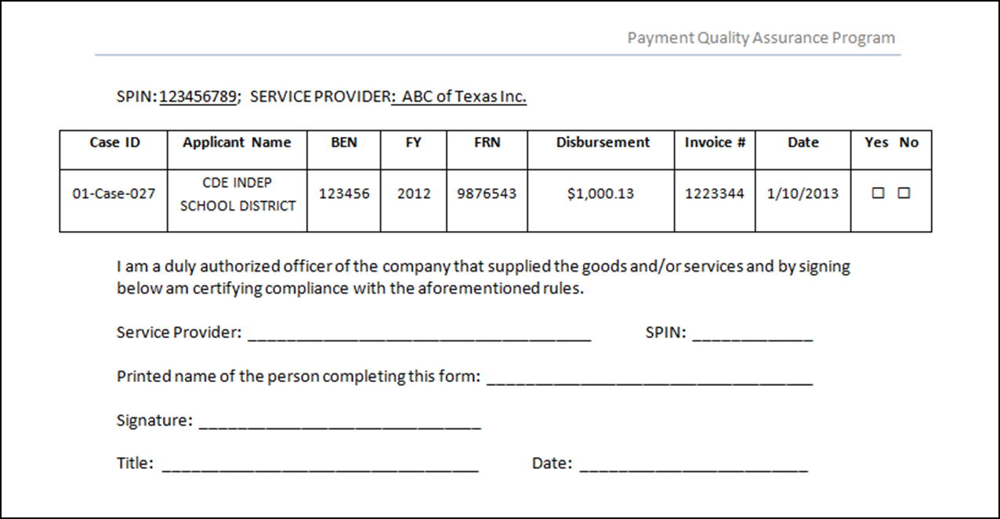 Payment Quality Assurance Program
SPIN: 123456789; SERVICE PROVIDER: ABC of Texas Inc.
Case ID Applicant Name BEN FY FRN Disbursement Invoice # Date Yes No
01-Case-027 CDE INDEP SCHOOL DISTRICT 123456 2012 9876543 $1,000.13 1223344 1/10/2013 ☐ ☐
I am a duly authorized officer of the company that supplied the goods and/or services and by signing
below am certifying compliance with the aforementioned rules.
Service Provider: ____________________________________ SPIN: _____________
Printed name of the person completing this form: ___________________________________
Signature: ______________________________
Title: __________________________________ Date: ________________________